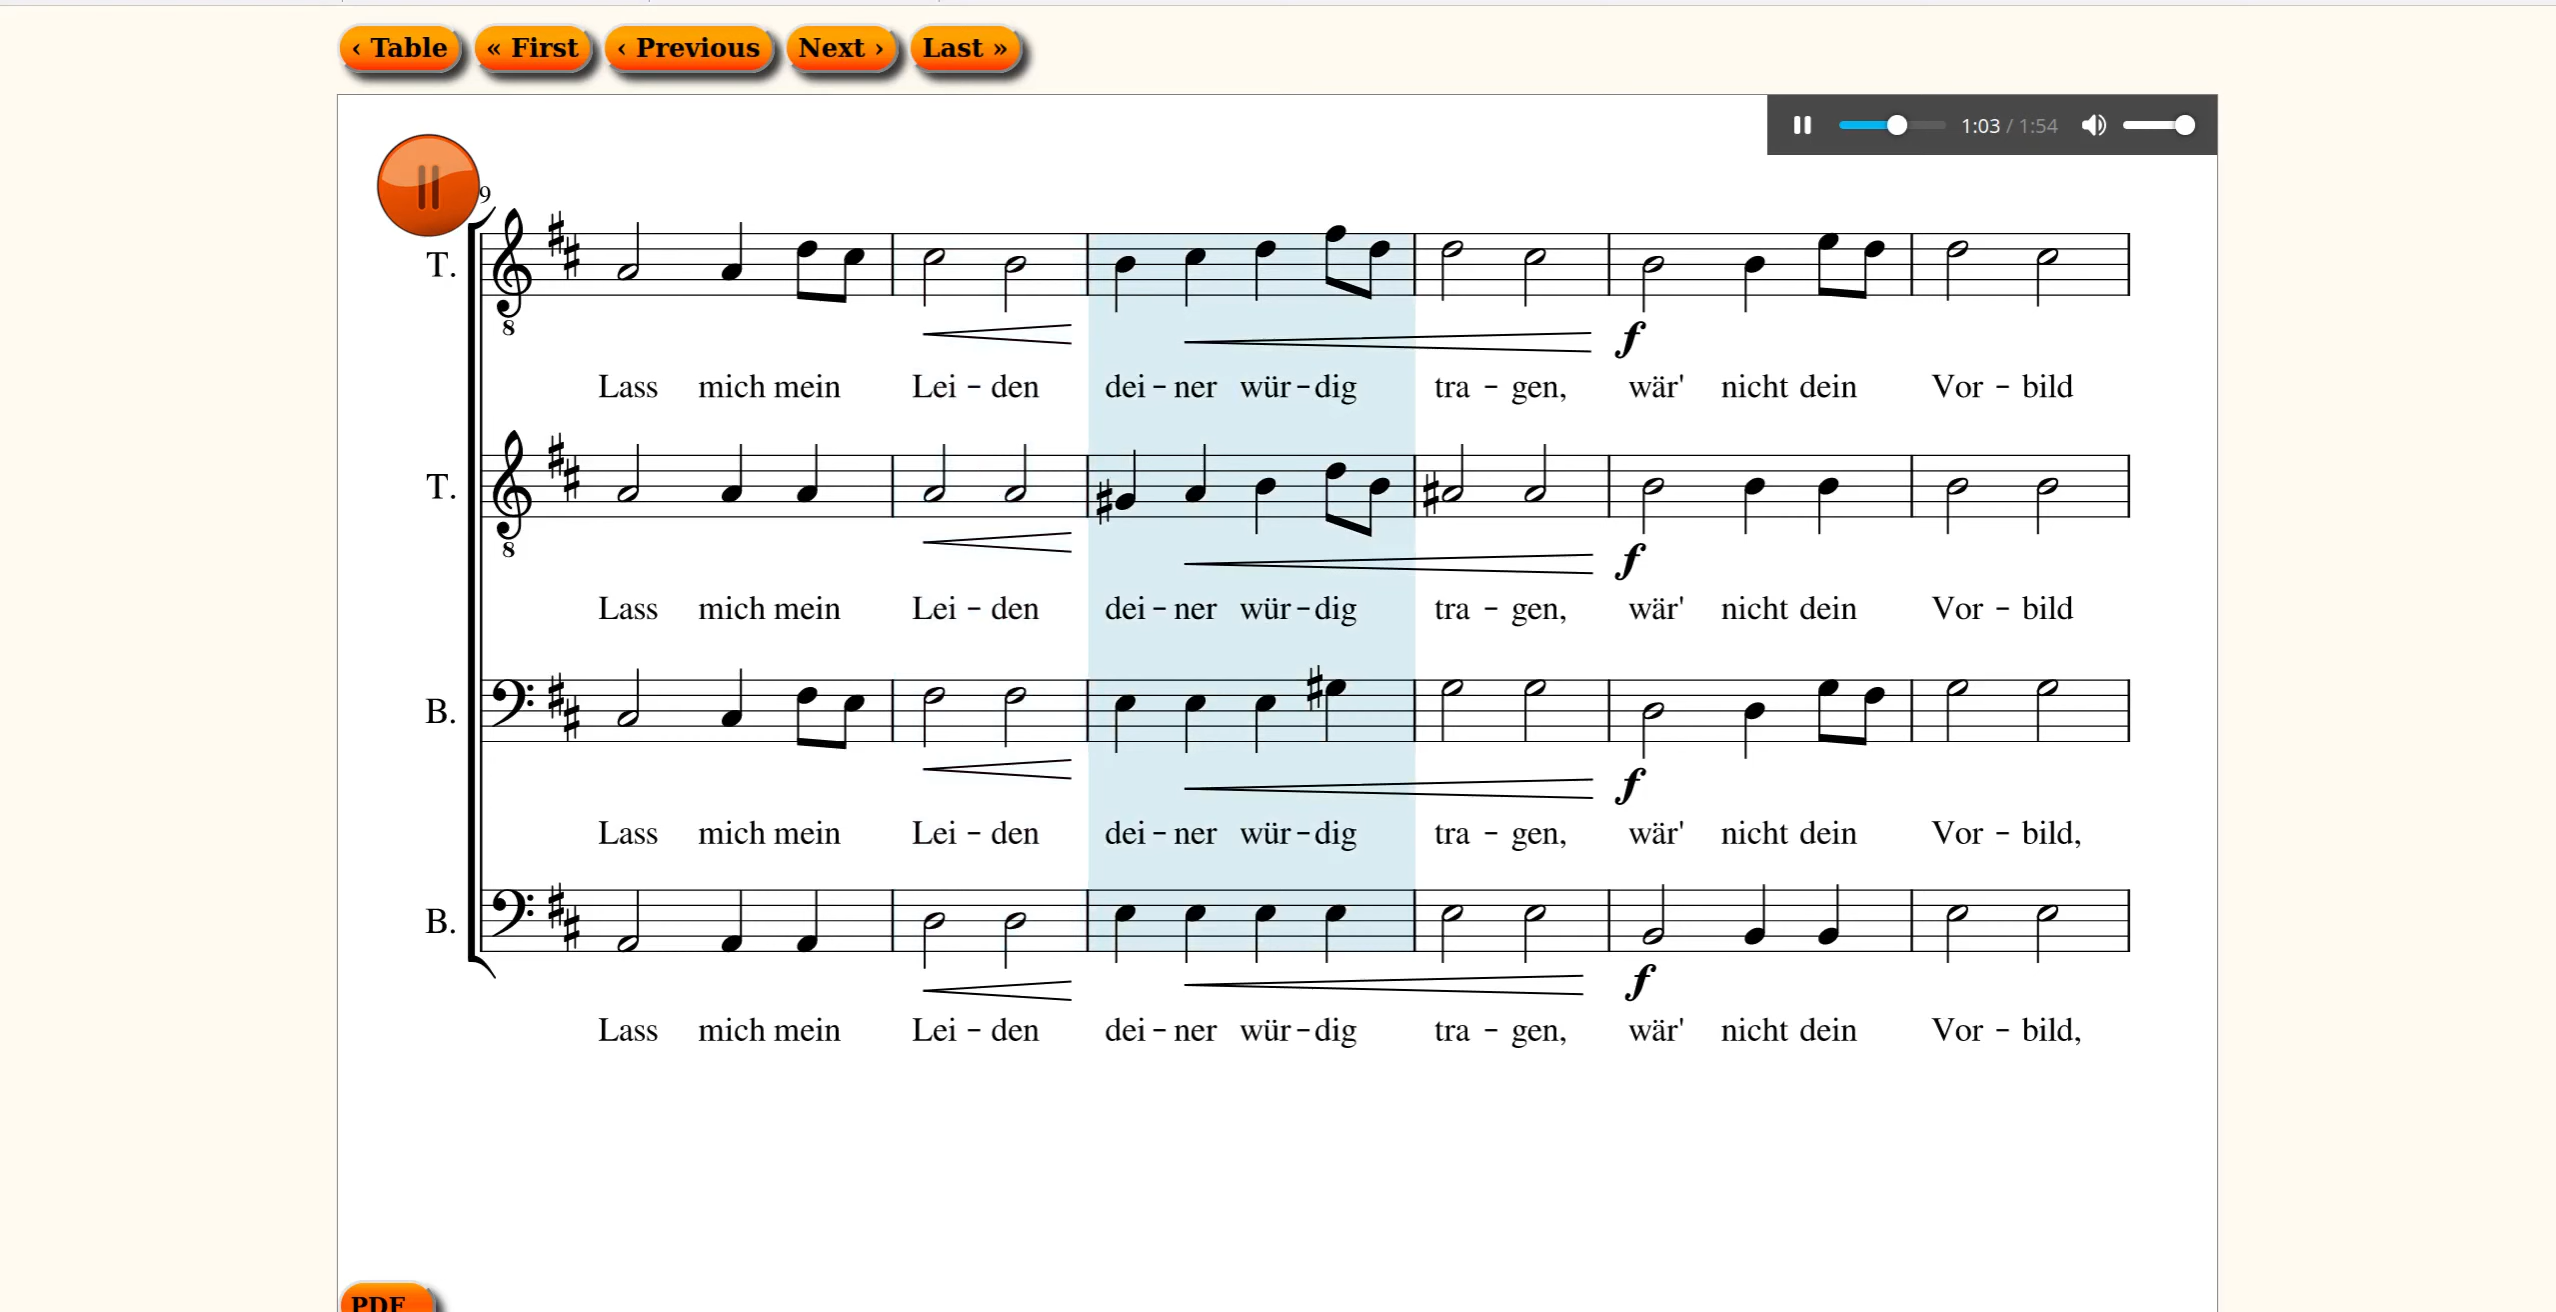 ‹ Table « First ‹ Previous Next › Last »
1:03 / 1:54
9
T.
8
f
Lass mich mein Lei - den dei - ner wür - dig tra - gen, wär' nicht dein Vor - bild
T.
8
f
Lass mich mein Lei - den dei - ner wür - dig tra - gen, wär' nicht dein Vor - bild
B.
f
Lass mich mein Lei - den dei - ner wür - dig tra - gen, wär' nicht dein Vor - bild,
B.
f
Lass mich mein Lei - den dei - ner wür - dig tra - gen, wär' nicht dein Vor - bild,
PDF